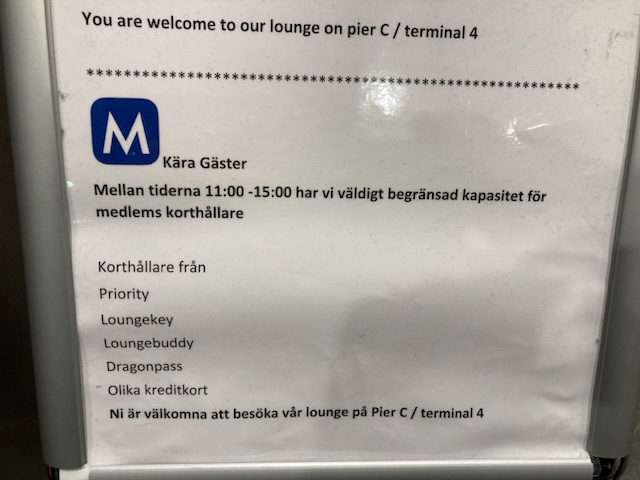 You are welcome to our lounge on pier C / terminal 4
******************************************************
M
Kära Gäster
Mellan tiderna 11:00 -15:00 har vi väldigt begränsad kapasitet för
medlems korthållare
Korthållare från
Priority
Loungekey
Loungebuddy
Dragonpass
Olika kreditkort
Ni är välkomna att besöka vår lounge på Pier C / terminal 4